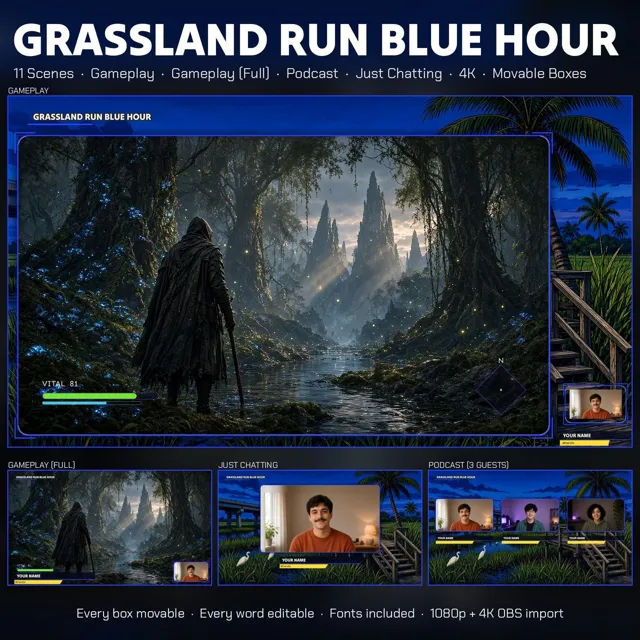 GRASSLAND RUN BLUE HOUR
11 Scenes · Gameplay · Gameplay (Full) · Podcast · Just Chatting · 4K · Movable Boxes
GAMEPLAY
GRASSLAND RUN BLUE HOUR
VITAL 81
N
YOUR NAME
GAMEPLAY (FULL)
JUST CHATTING
PODCAST (3 GUESTS)
GRASSLAND RUN BLUE HOUR
GRASSLAND RUN BLUE HOUR
GRASSLAND RUN BLUE HOUR
YOUR NAME
YOUR NAME
YOUR NAME
YOUR NAME
YOUR NAME
Every box movable · Every word editable · Fonts included · 1080p + 4K OBS import